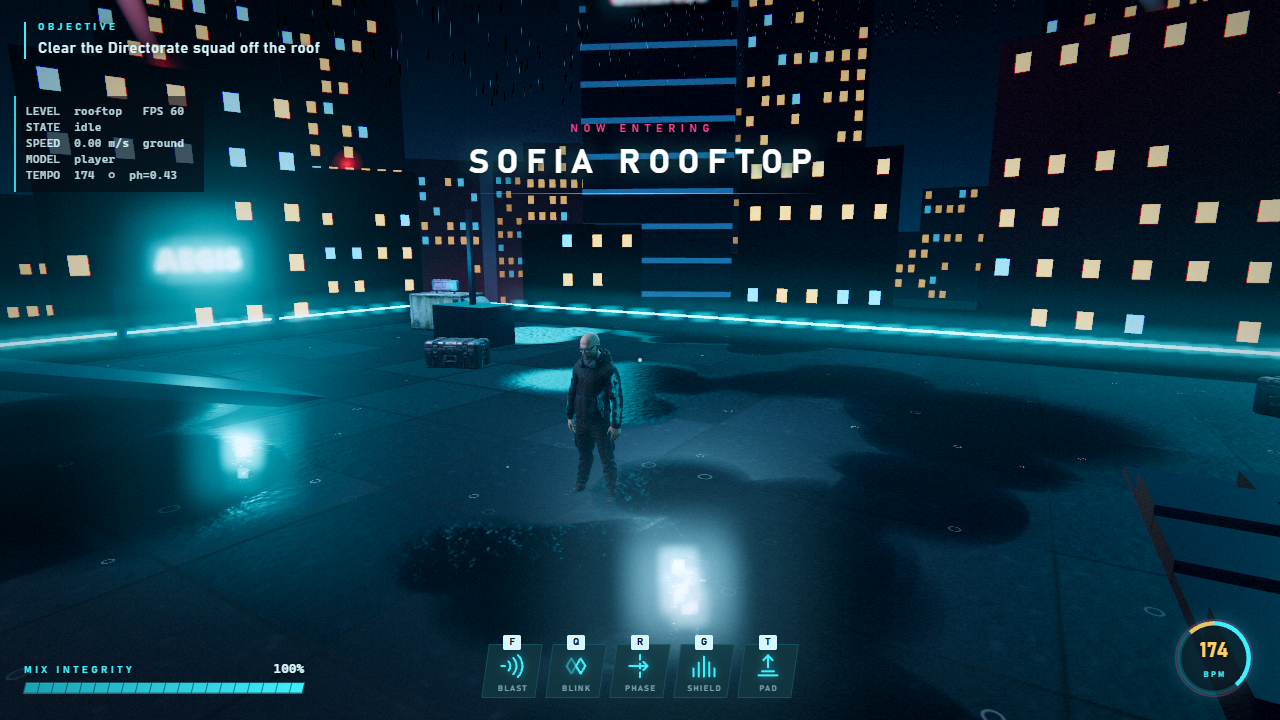 OBJECTIVE
Clear the Directorate squad off the roof
LEVEL rooftop FPS 60
STATE idle
SPEED 0.00 m/s ground
MODEL player
TEMPO 174 o ph=0.43
NOW ENTERING
SOFIA ROOFTOP
AEGIS
MIX INTEGRITY 100%
F Q R G T
BLAST BLINK PHASE SHIELD PAD
174
BPM